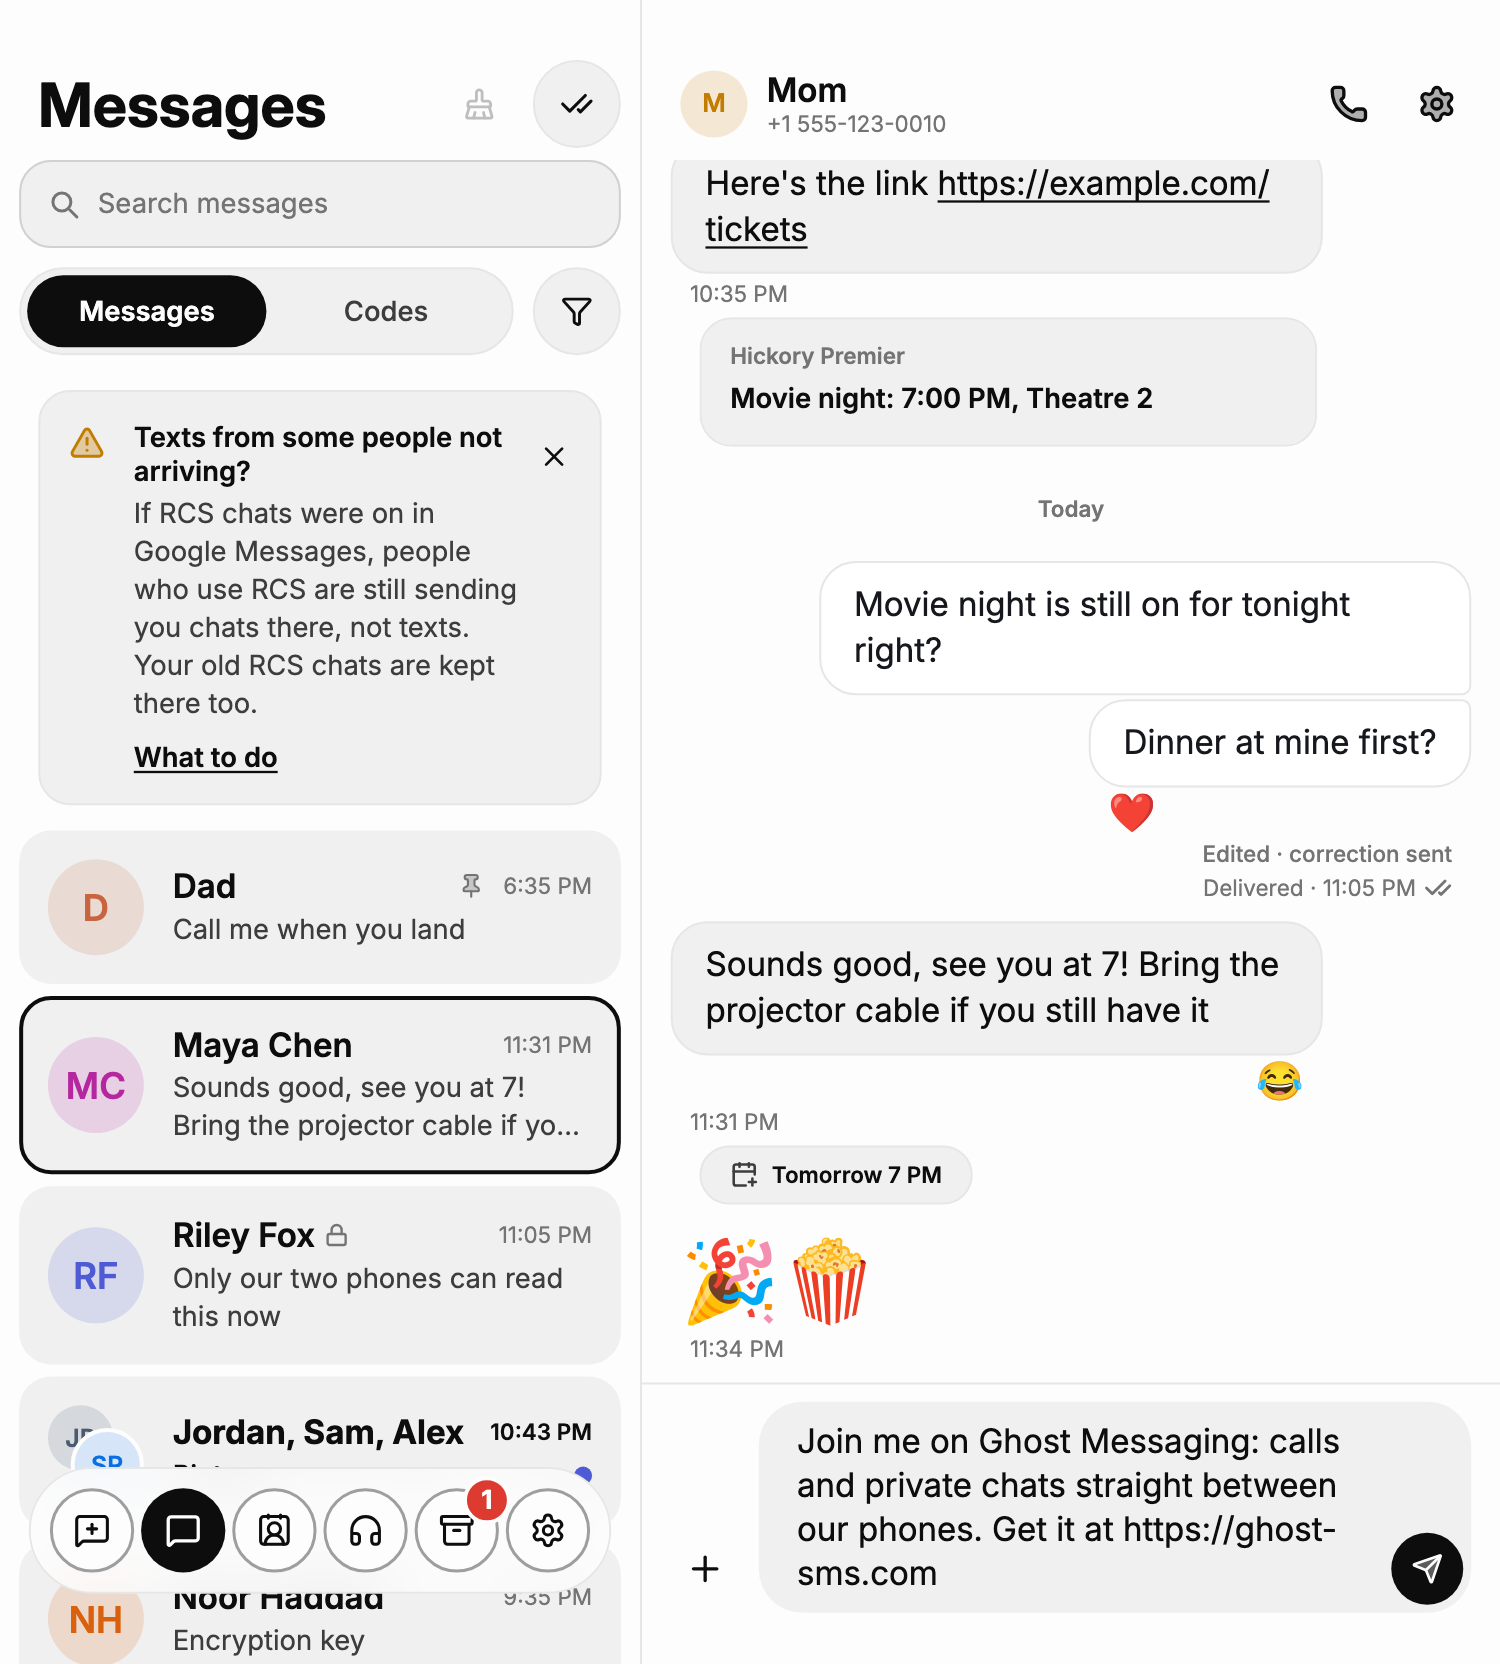 Messages
Search messages
Messages
Codes
Texts from some people not
arriving?
If RCS chats were on in
Google Messages, people
who use RCS are still sending
you chats there, not texts.
Your old RCS chats are kept
there too.
What to do
D
Dad
6:35 PM
Call me when you land
MC
Maya Chen
11:31 PM
Sounds good, see you at 7!
Bring the projector cable if yo...
RF
Riley Fox
11:05 PM
Only our two phones can read
this now
SR
Jordan, Sam, Alex
10:43 PM
1
NH
Noor Haddad
9:35 PM
Encryption key
M
Mom
+1 555-123-0010
Here's the link https://example.com/
tickets
10:35 PM
Hickory Premier
Movie night: 7:00 PM, Theatre 2
Today
Movie night is still on for tonight
right?
Dinner at mine first?
Edited · correction sent
Delivered · 11:05 PM
Sounds good, see you at 7! Bring the
projector cable if you still have it
11:31 PM
Tomorrow 7 PM
11:34 PM
Join me on Ghost Messaging: calls
and private chats straight between
our phones. Get it at https://ghost-
sms.com